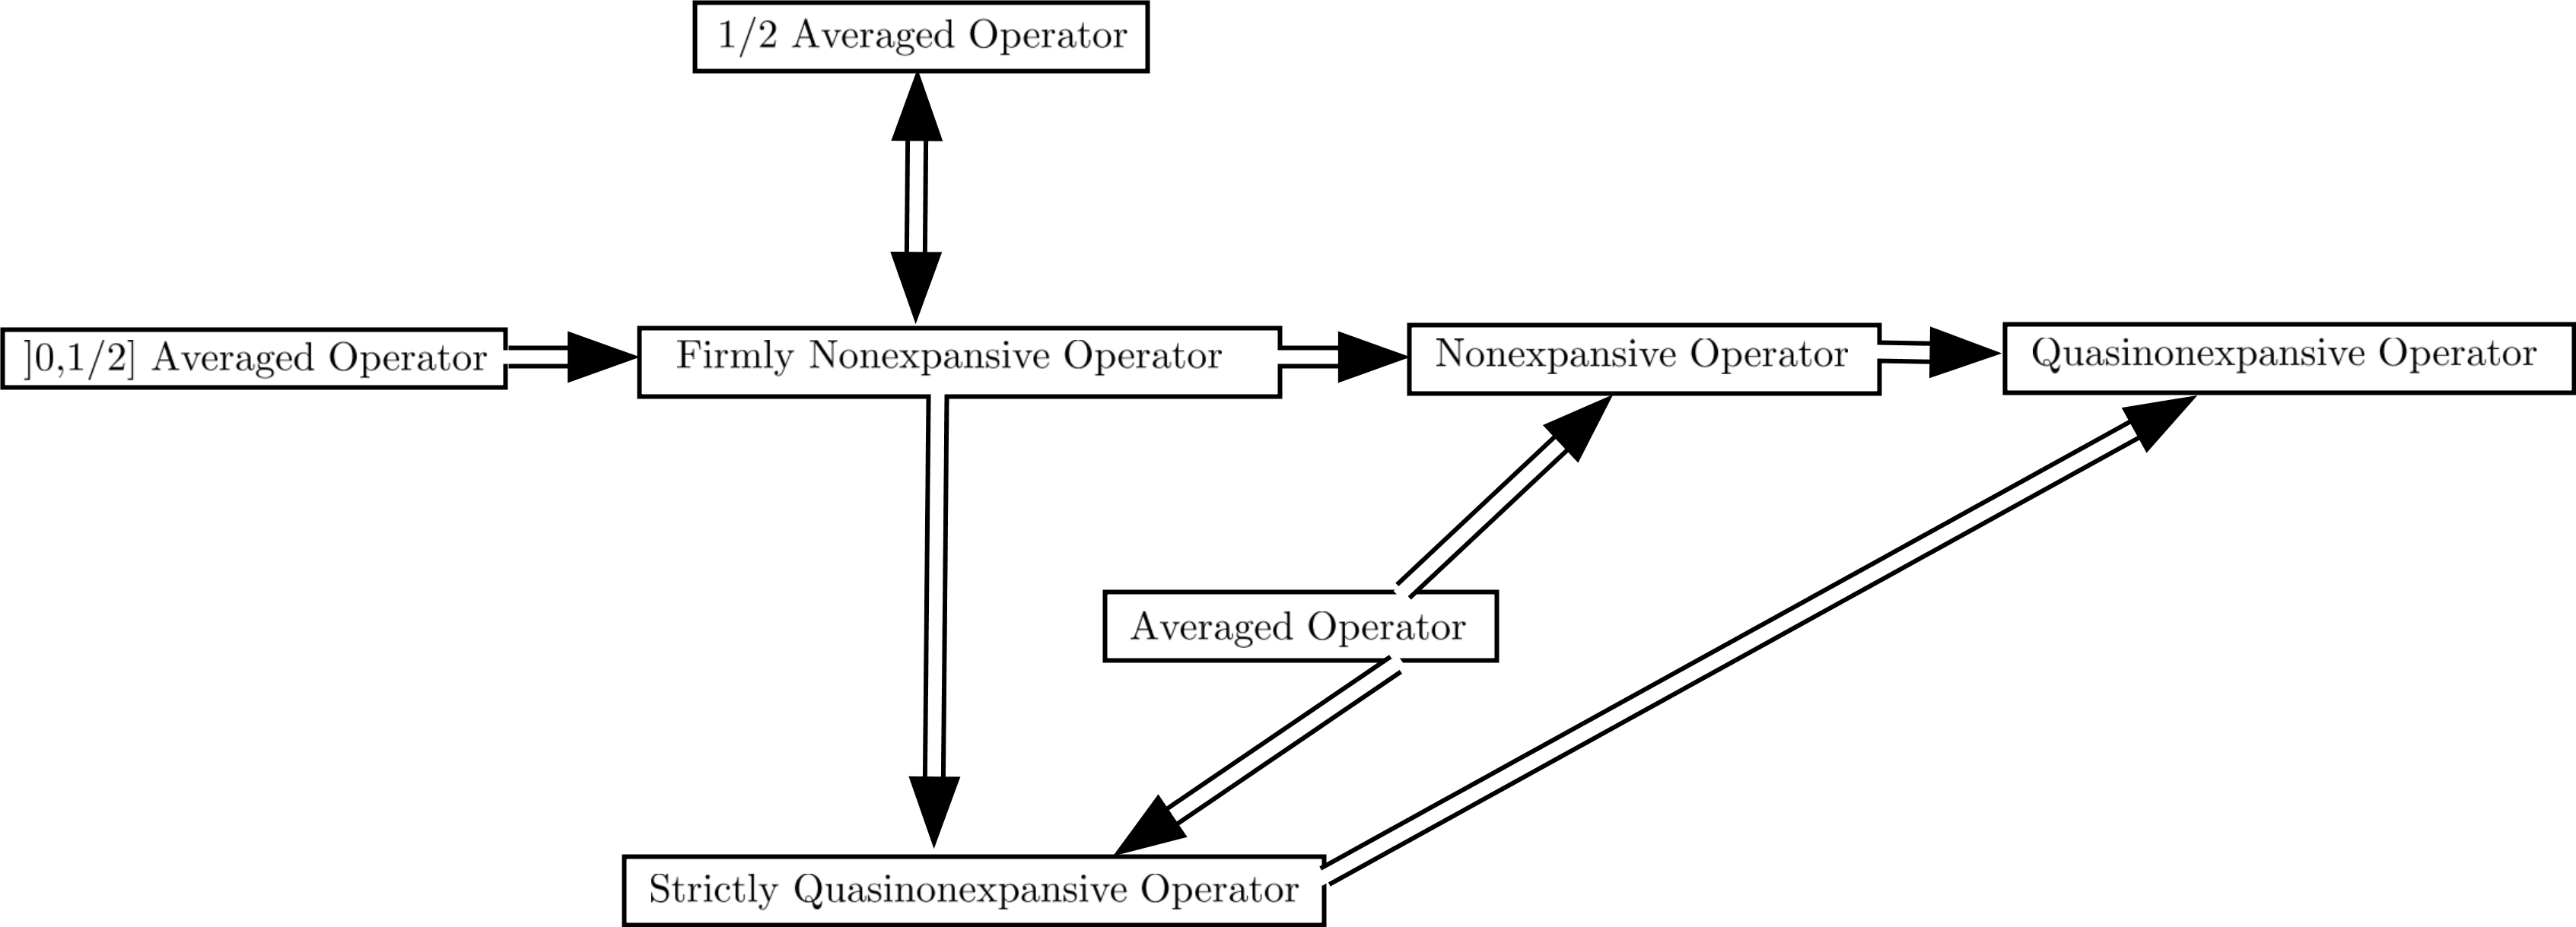 1/2 Averaged Operator
]0,1/2] Averaged Operator
Firmly Nonexpansive Operator
Nonexpansive Operator
Quasinonexpansive Operator
Averaged Operator
Strictly Quasinonexpansive Operator